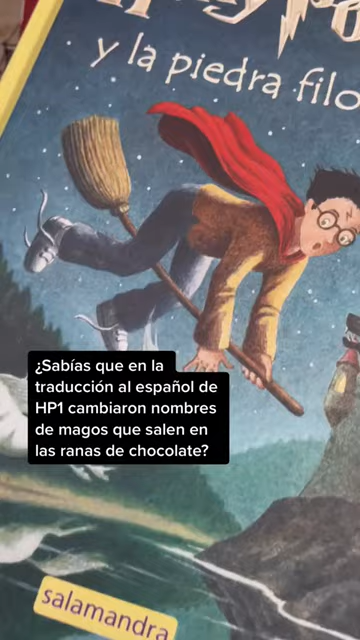 y la piedra filo
¿Sabías que en la
traducción al español de
HP1 cambiaron nombres
de magos que salen en
las ranas de chocolate?
salamandra